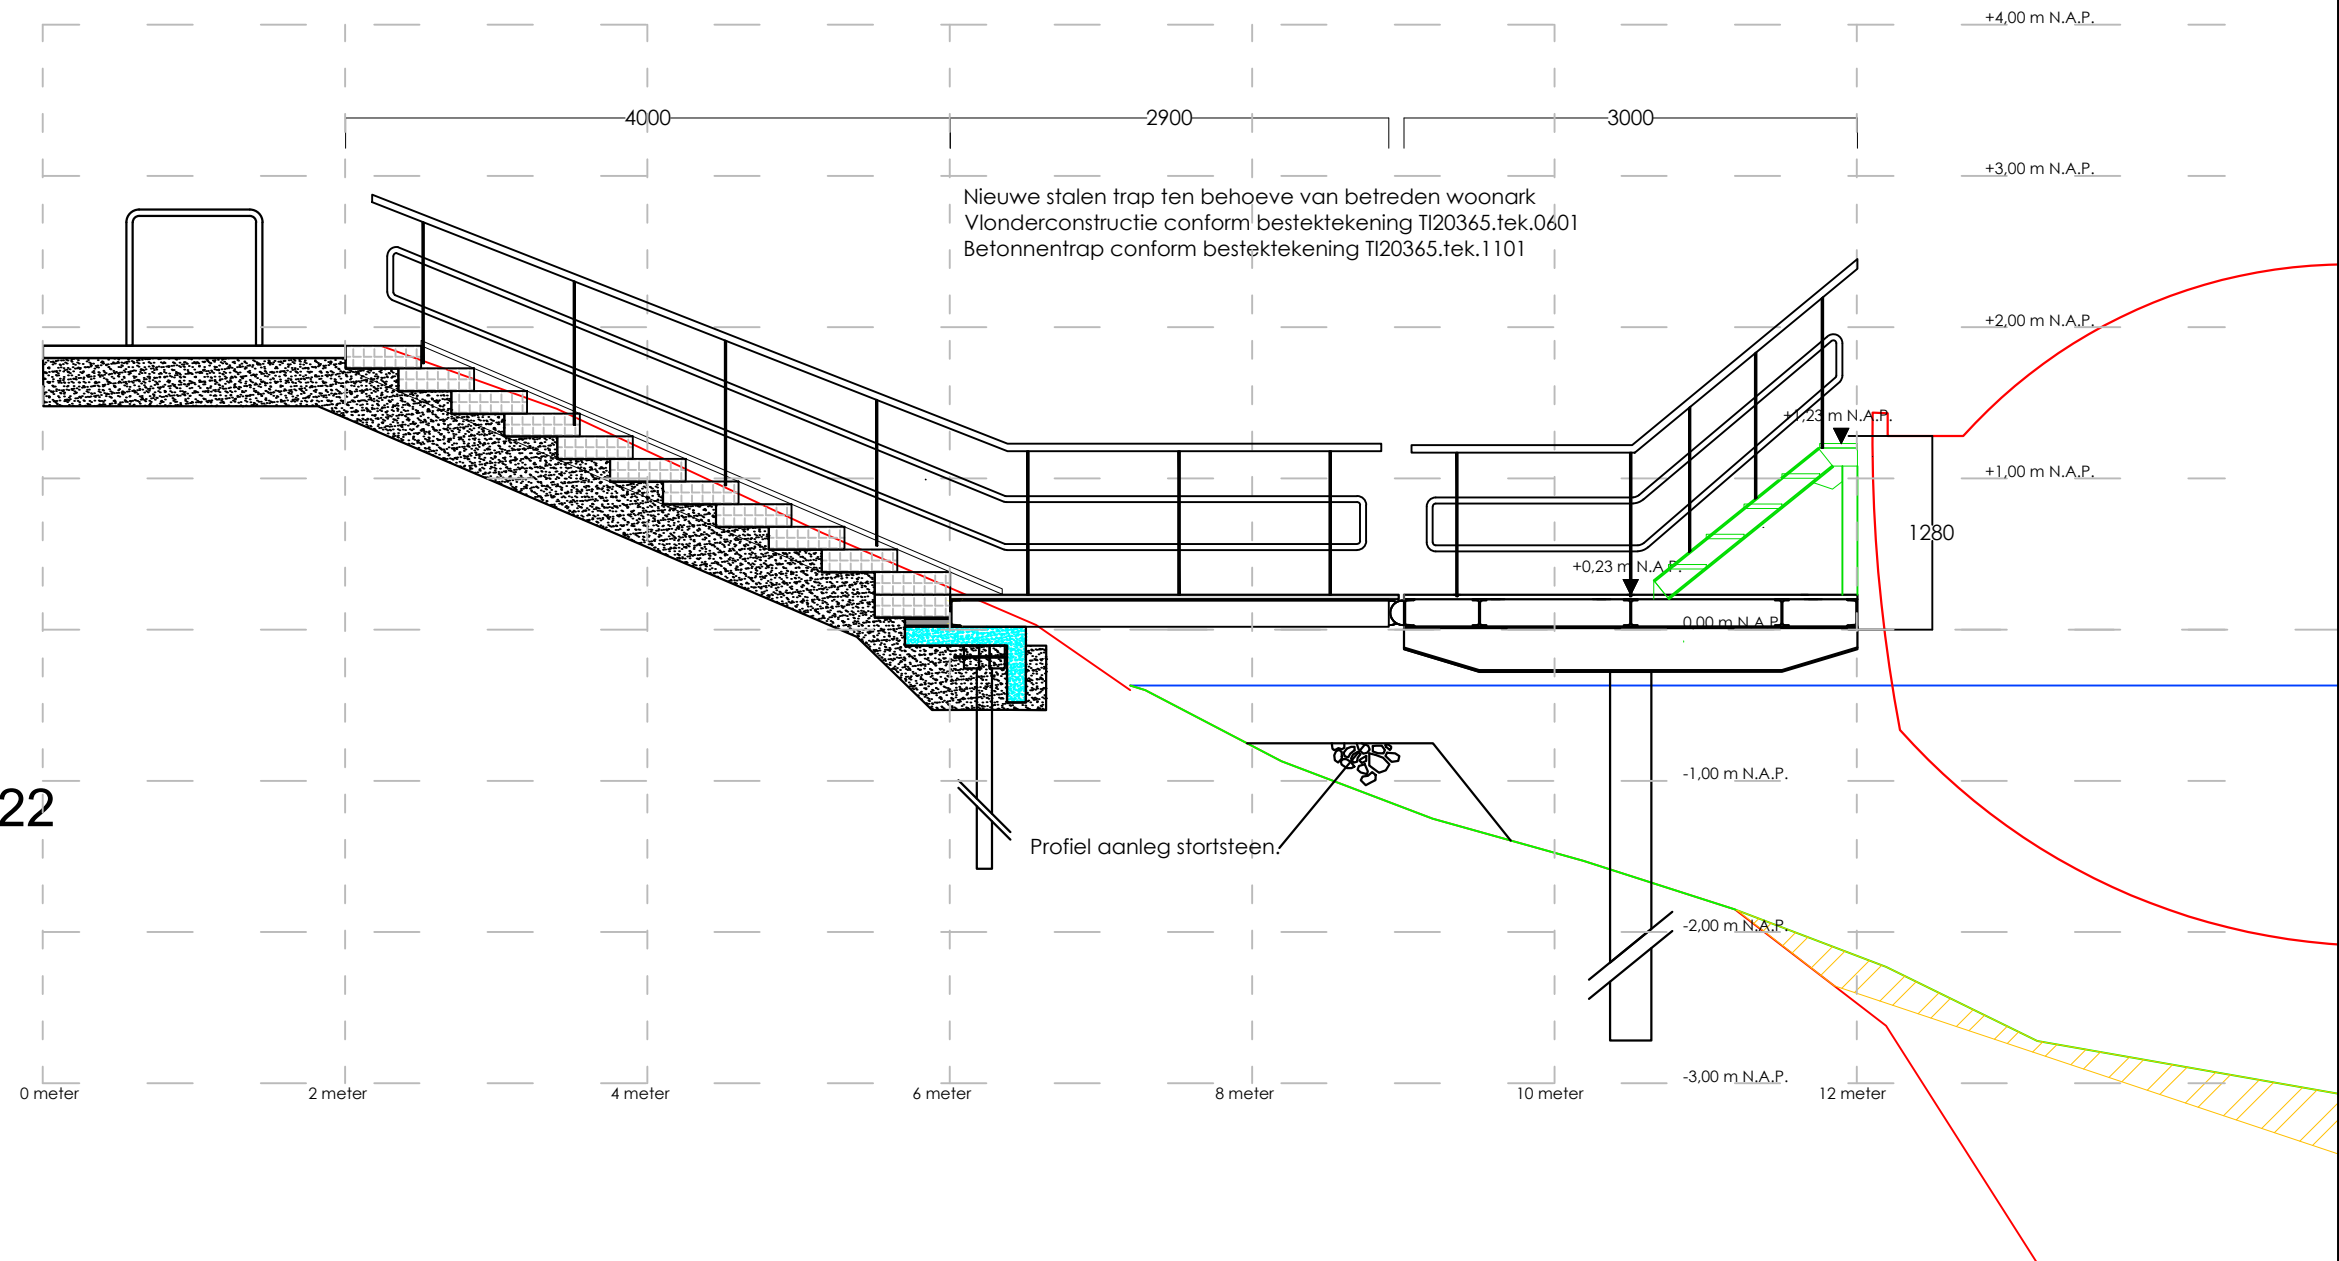 +4,00 m N.A.P.
4000
2900
3000
+3,00 m N.A.P.
Nieuwe stalen trap ten behoeve van betreden woonark
Vlonderconstructie conform bestektekening TI20365.tek.0601
Betonnentrap conform bestektekening TI20365.tek.1101
+2,00 m N.A.P.
+1,23 m N.A.P.
+1,00 m N.A.P.
1280
+0,23 m N.A.P.
0,00 m N.A.P.
-1,00 m N.A.P.
22
Profiel aanleg stortsteen.
-2,00 m N.A.P.
-3,00 m N.A.P.
0 meter
2 meter
4 meter
6 meter
8 meter
10 meter
12 meter